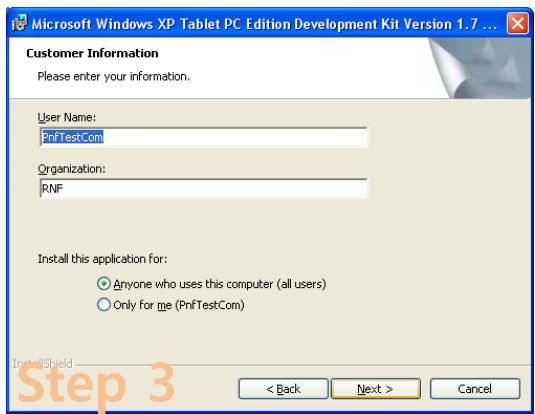 Microsoft Windows XP Tablet PC Edition Development Kit Version 1.7 ...
Customer Information
Please enter your information.
User Name:
PnfTestCom
Organization:
RNF
Install this application for:
Anyone who uses this computer (all users)
Only for me (PnfTestCom)
InstallShield
Step 3
< Back
Next >
Cancel